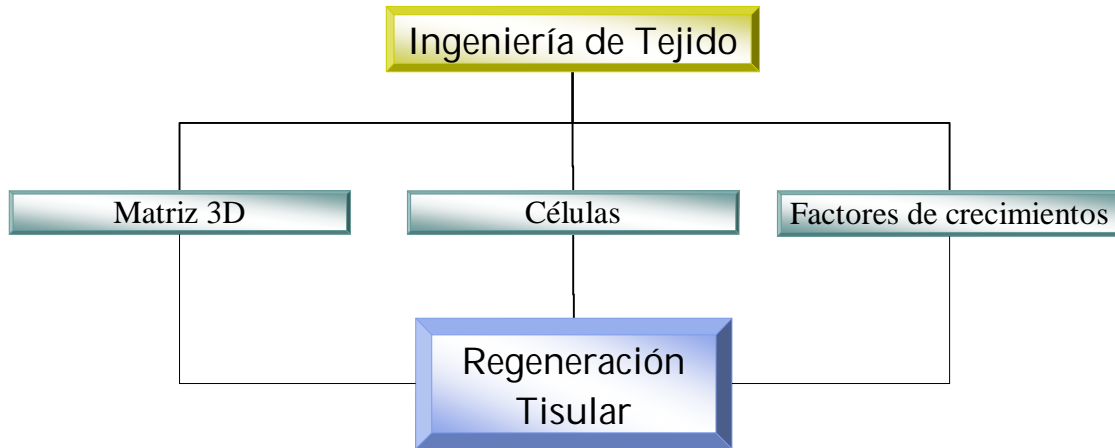 Ingeniería de Tejido
Matriz 3D
Células
Factores de crecimientos
Regeneración
Tisular